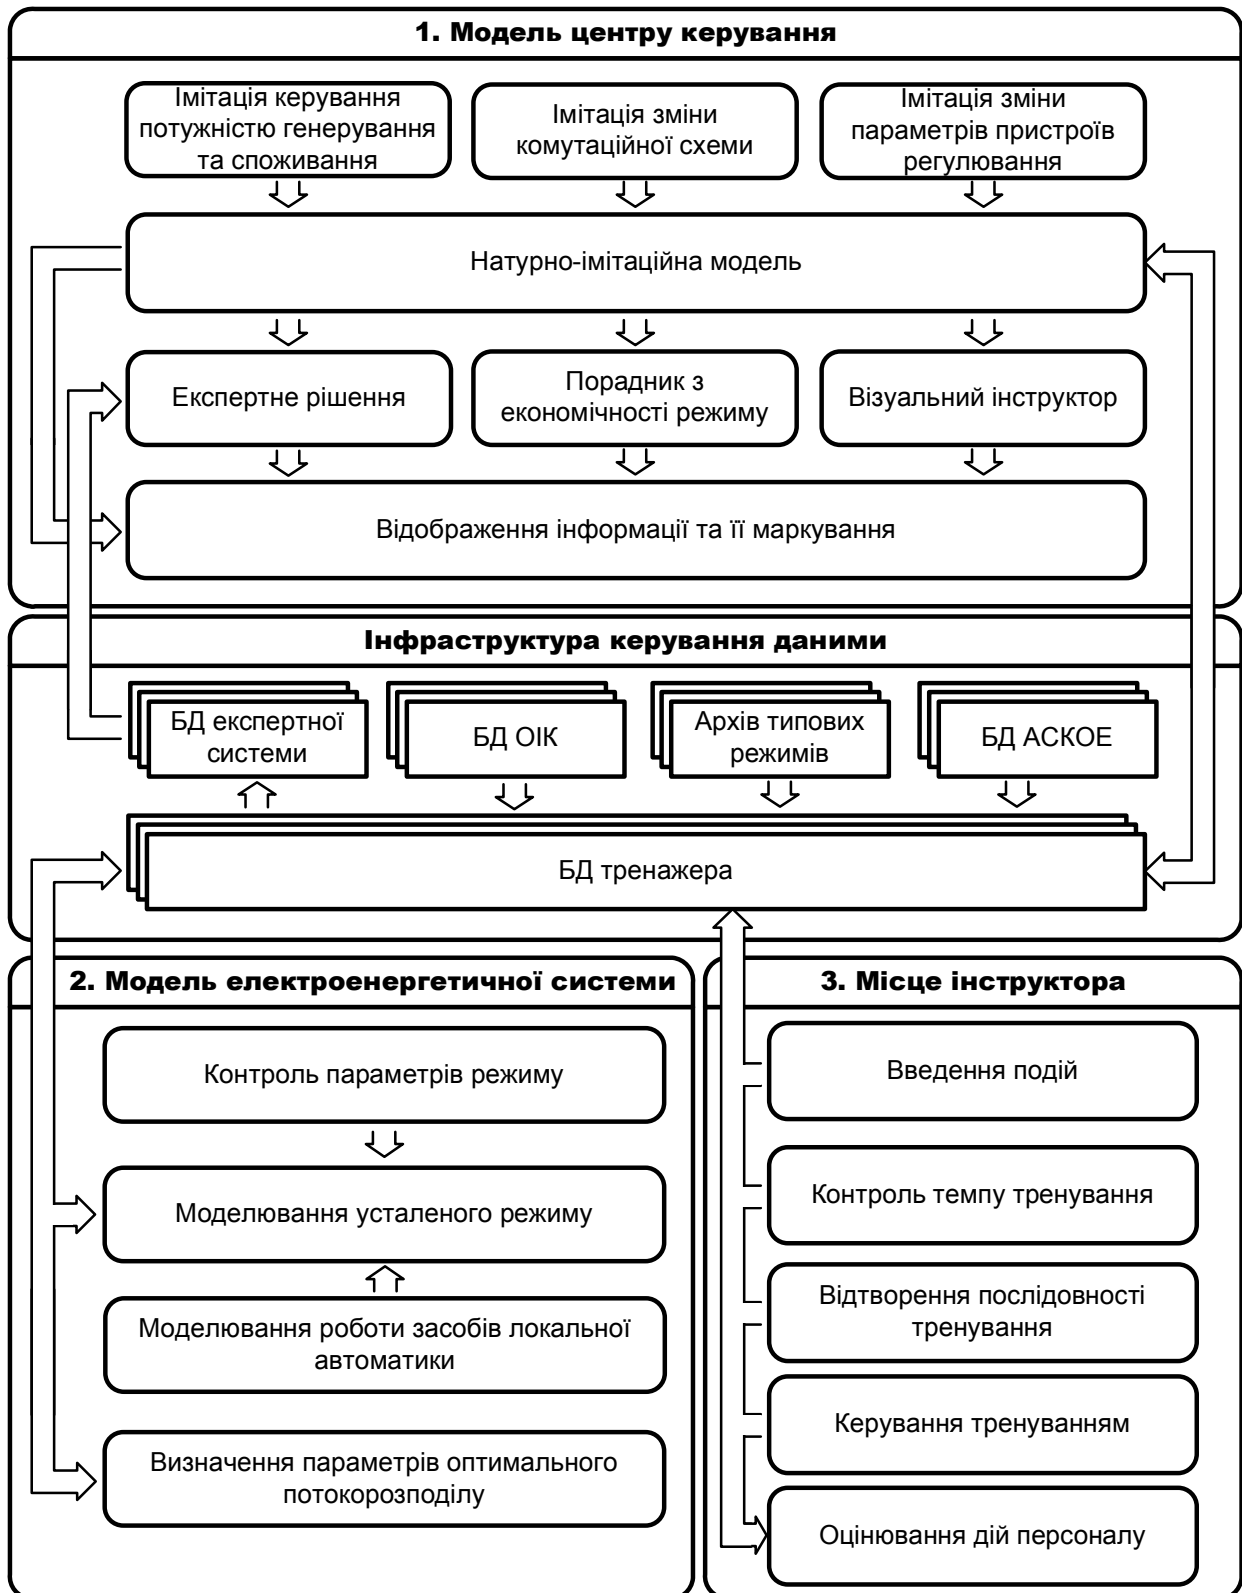 1. Модель центру керування
Імітація керування
потужністю генерування
та споживання
Імітація зміни
комутаційної схеми
Імітація зміни
параметрів пристроїв
регулювання
Натурно-імітаційна модель
Експертне рішення
Порадник з
економічності режиму
Візуальний інструктор
Відображення інформації та її маркування
Інфраструктура керування даними
БД експертної
системи
БД ОІК
Архів типових
режимів
БД АСКОЕ
БД тренажера
2. Модель електроенергетичної системи
Контроль параметрів режиму
Моделювання усталеного режиму
Моделювання роботи засобів локальної
автоматики
Визначення параметрів оптимального
потокорозподілу
3. Місце інструктора
Введення подій
Контроль темпу тренування
Відтворення послідовності
тренування
Керування тренуванням
Оцінювання дій персоналу